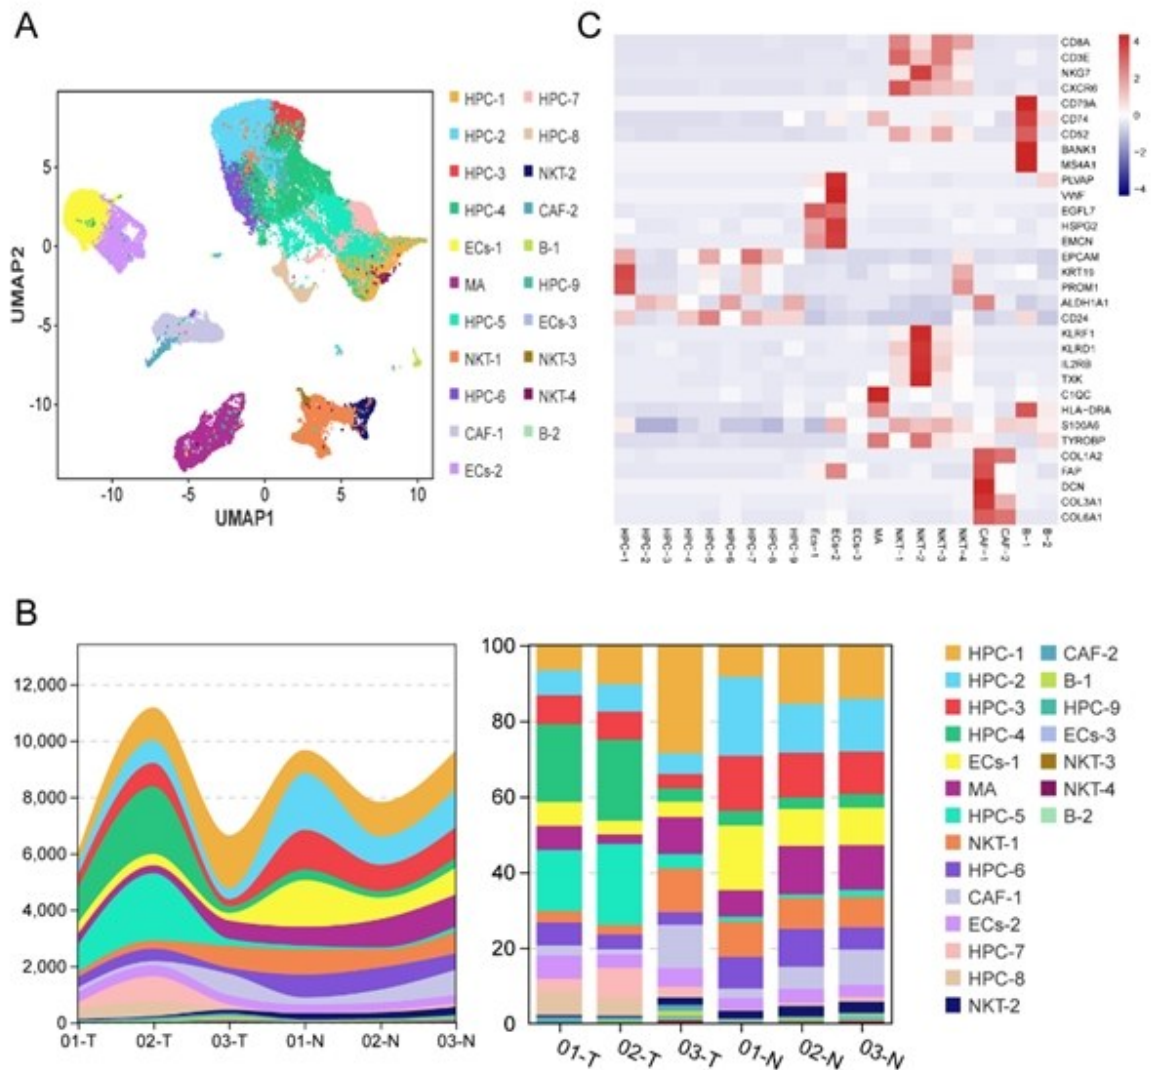 A
UMAP2
5
0
-5
-10
-10
-5
0
5
10
UMAP1
HPC-1
HPC-2
HPC-3
HPC-4
ECs-1
MA
HPC-5
NKT-1
HPC-6
CAF-1
ECs-2
HPC-7
HPC-8
NKT-2
CAF-2
B-1
HPC-9
ECs-3
NKT-3
NKT-4
B-2
C
CD8A
CD3E
NKG7
CXCR6
CD79A
CD74
CD52
BANK1
MS4A1
PLVAP
VWF
EGFL7
HSPG2
EMCN
EPCAM
KRT19
PROM1
ALDH1A1
CD24
KLRF1
KLRD1
IL2RB
TXK
C1QC
HLA-DRA
S100A6
TYROBP
COL1A2
FAP
DCN
COL3A1
COL6A1
4
2
0
-2
-4
HPC-1
HPC-2
HPC-3
HPC-4
HPC-5
HPC-6
HPC-7
HPC-8
HPC-9
Ecs-1
ECs-2
ECs-3
MA
NKT-1
NKT-2
NKT-3
NKT-4
CAF-1
CAF-2
B-1
B-2
B
12,000
10,000
8,000
6,000
4,000
2,000
0
01-T 02-T 03-T 01-N 02-N 03-N
100
80
60
40
20
0
01-T 02-T 03-T 01-N 02-N 03-N
HPC-1
HPC-2
HPC-3
HPC-4
ECs-1
MA
HPC-5
NKT-1
HPC-6
CAF-1
ECs-2
HPC-7
HPC-8
NKT-2
CAF-2
B-1
HPC-9
ECs-3
NKT-3
NKT-4
B-2